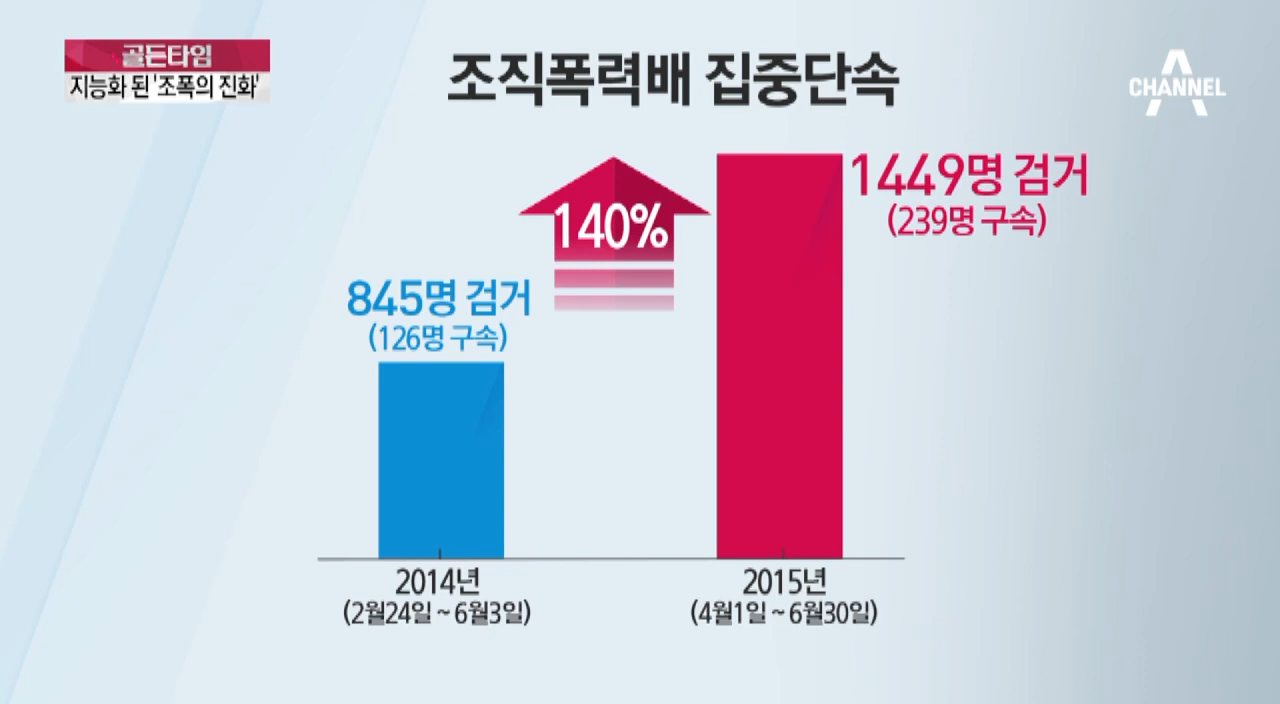 골든타임
지능화 된 '조폭의 진화'
조직폭력배 집중단속
CHANNEL A
140%
1449명 검거
(239명 구속)
845명 검거
(126명 구속)
2014년
(2월24일 ~ 6월3일)
2015년
(4월1일 ~ 6월30일)